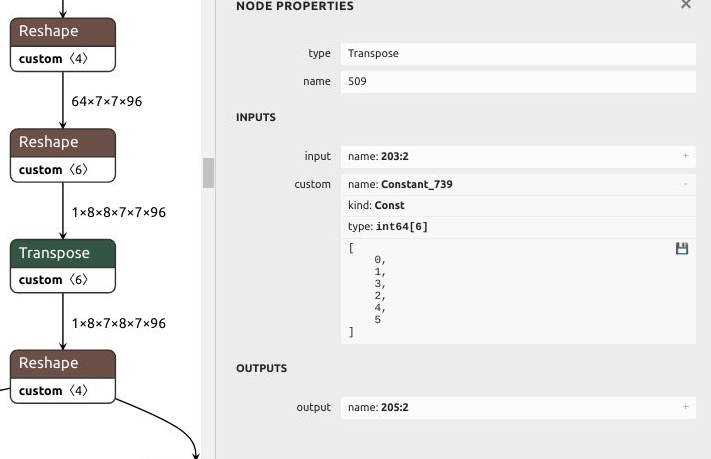 Reshape
custom 〈4〉
64×7×7×96
Reshape
custom 〈6〉
1×8×8×7×7×96
Transpose
custom 〈6〉
1×8×7×8×7×96
Reshape
custom 〈4〉
NODE PROPERTIES
×
type Transpose
name 509
INPUTS
input name: 203:2 +
custom name: Constant_739 -
kind: Const
type: int64[6]
[
0,
1,
3,
2,
4,
5
]
OUTPUTS
output name: 205:2 +